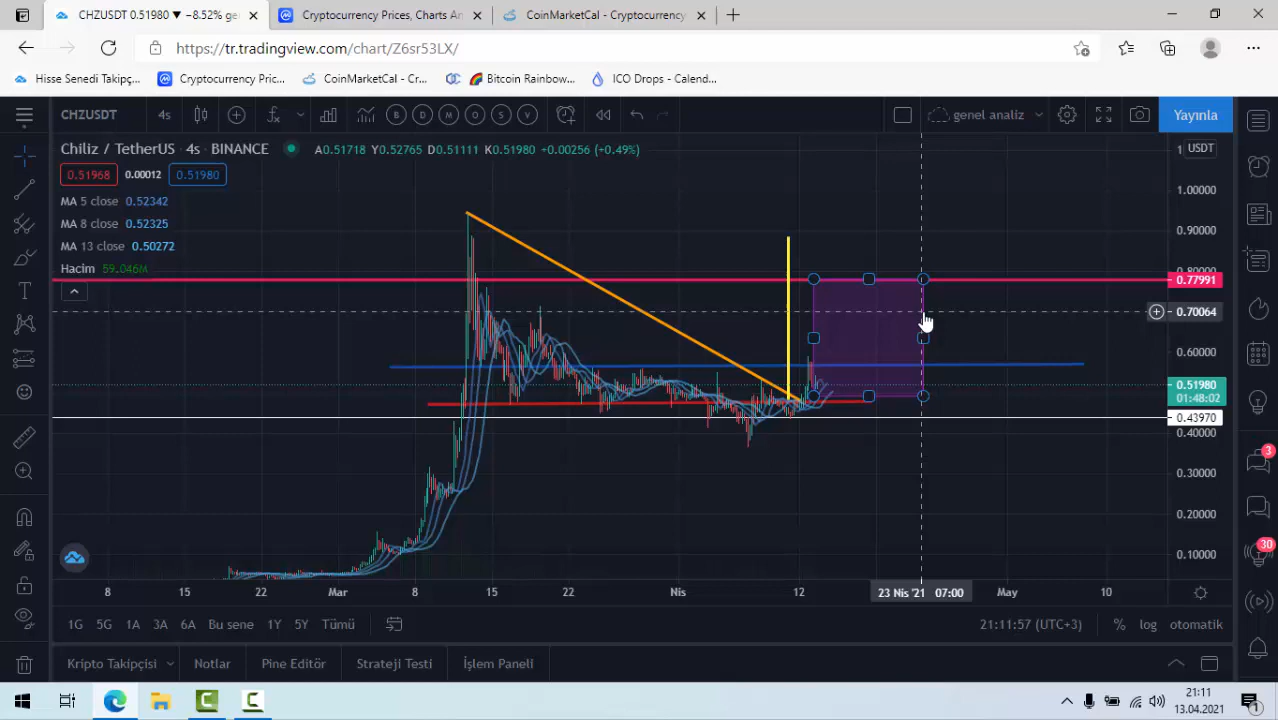 CHZUSDT 0.51980 ▼ −8.52% ge
Cryptocurrency Prices, Charts An
CoinMarketCal - Cryptocurrency
https://tr.tradingview.com/chart/Z6sr53LX/
Hisse Senedi Takipç...
Cryptocurrency Pric...
CoinMarketCal - Cr...
Bitcoin Rainbow...
ICO Drops - Calend...
CHZUSDT
4s
B
D
M
O
S
V
genel analiz
Yayınla
Chiliz / TetherUS · 4s · BINANCE
A0.51718 Y0.52765 D0.51111 K0.51980 +0.00256 (+0.49%)
USDT
0.51968
0.00012
0.51980
MA 5 close 0.52342
MA 8 close 0.52325
MA 13 close 0.50272
Hacim 59.046M
1.00000
0.90000
0.80000
0.77991
0.70064
0.60000
0.51980
01:48:02
0.43970
0.40000
0.30000
0.20000
0.10000
3
30
8
15
22
Mar
8
15
22
Nis
12
23 Nis '21 07:00
May
10
1G
5G
1A
3A
6A
Bu sene
1Y
5Y
Tümü
21:11:57 (UTC+3)
%
log
otomatik
Kripto Takipçisi
Notlar
Pine Editör
Strateji Testi
İşlem Paneli
21:11
13.04.2021
1